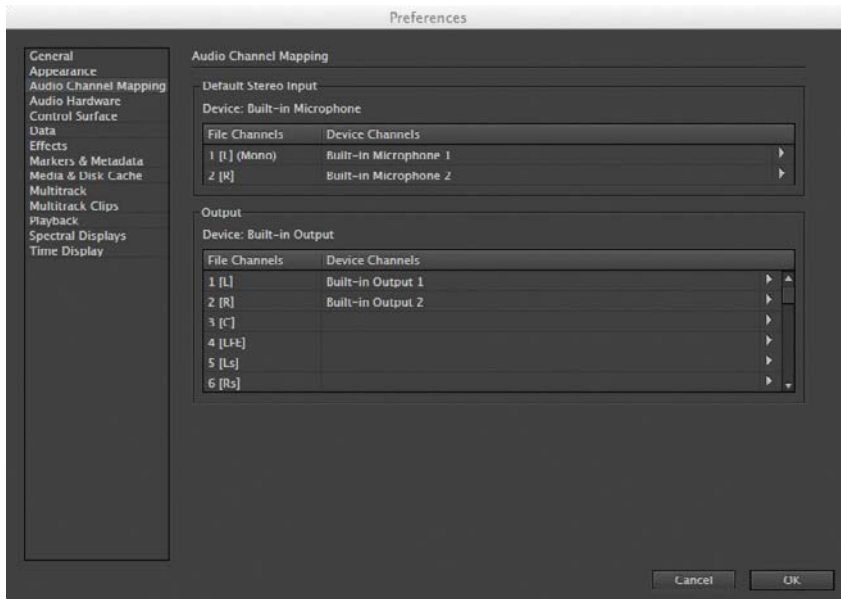 Preferences
General
Appearance
Audio Channel Mapping
Audio Hardware
Control Surface
Data
Effects
Markers & Metadata
Media & Disk Cache
Multitrack
Multitrack Clips
Playback
Spectral Displays
Time Display
Audio Channel Mapping
Default Stereo Input
Device: Built-in Microphone
File Channels Device Channels
1 [L] (Mono) Built-in Microphone 1
2 [R] Built-in Microphone 2
Output
Device: Built-in Output
File Channels Device Channels
1 [L] Built-in Output 1
2 [R] Built-in Output 2
3 [C]
4 [LFE]
5 [Ls]
6 [Rs]
Cancel OK